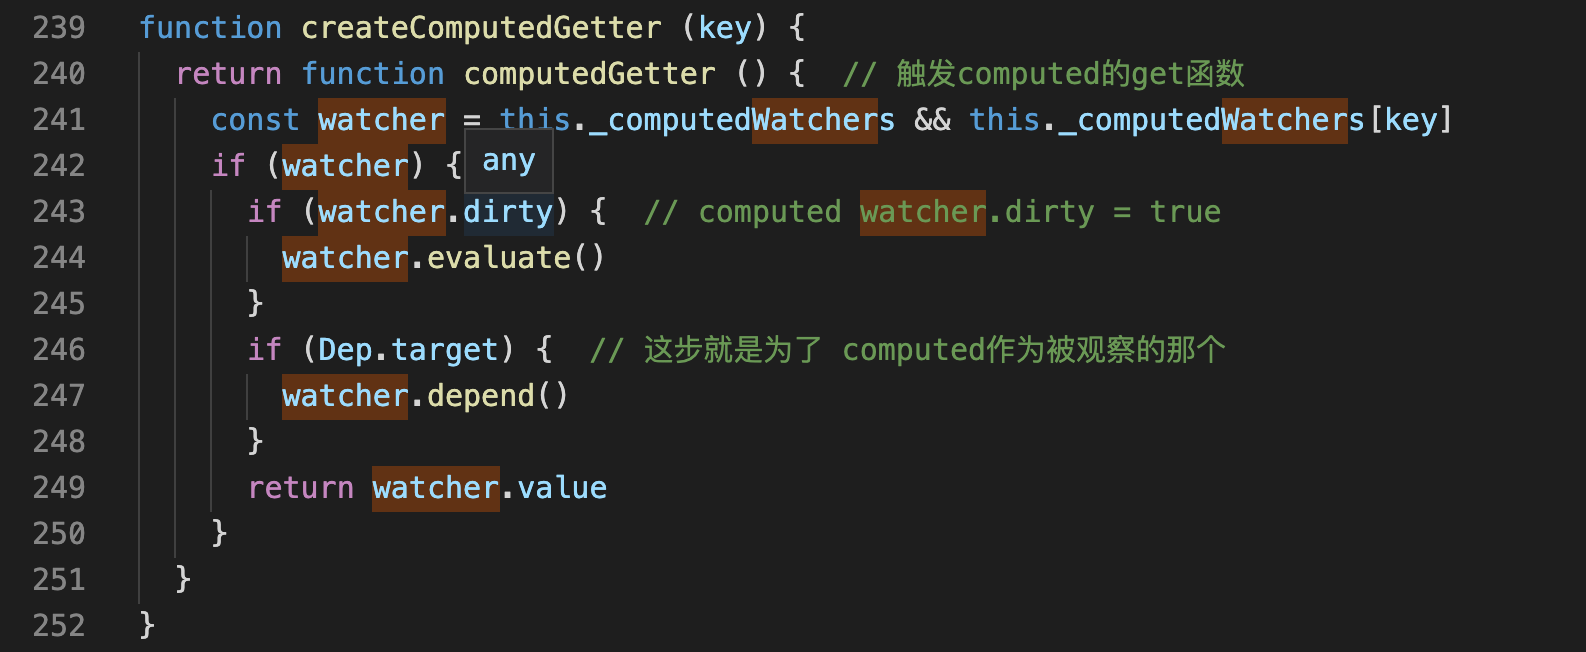 239 function createComputedGetter (key) {
240 return function computedGetter () { // 触发computed的get函数
241 const watcher = this._computedWatchers && this._computedWatchers[key]
242 if (watcher) {
any
243 if (watcher.dirty) { // computed watcher.dirty = true
244 watcher.evaluate()
245 }
246 if (Dep.target) { // 这步就是为了 computed作为被观察的那个
247 watcher.depend()
248 }
249 return watcher.value
250 }
251 }
252 }